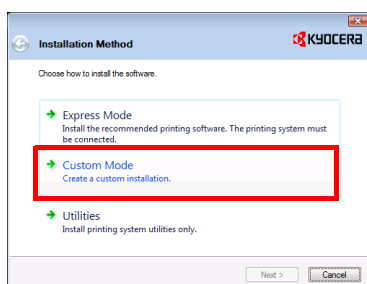 Installation Method
KYOCERA
Choose how to install the software.
Express Mode
Install the recommended printing software. The printing system must
be connected.
Custom Mode
Create a custom installation.
Utilities
Install printing system utilities only.
Next >
Cancel